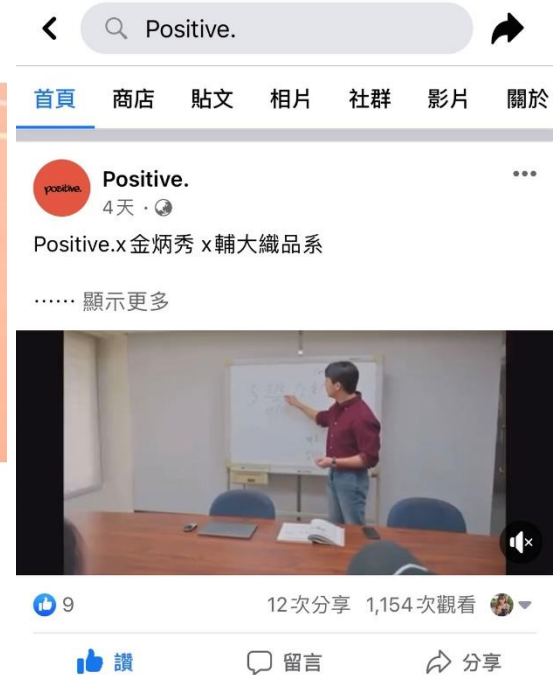 Positive.
首頁 商店 貼文 相片 社群 影片 關於
positive.
Positive.
4天 ·
Positive.x金炳秀 x輔大織品系
…… 顯示更多
9
12次分享 1,154次觀看
讚 留言 分享